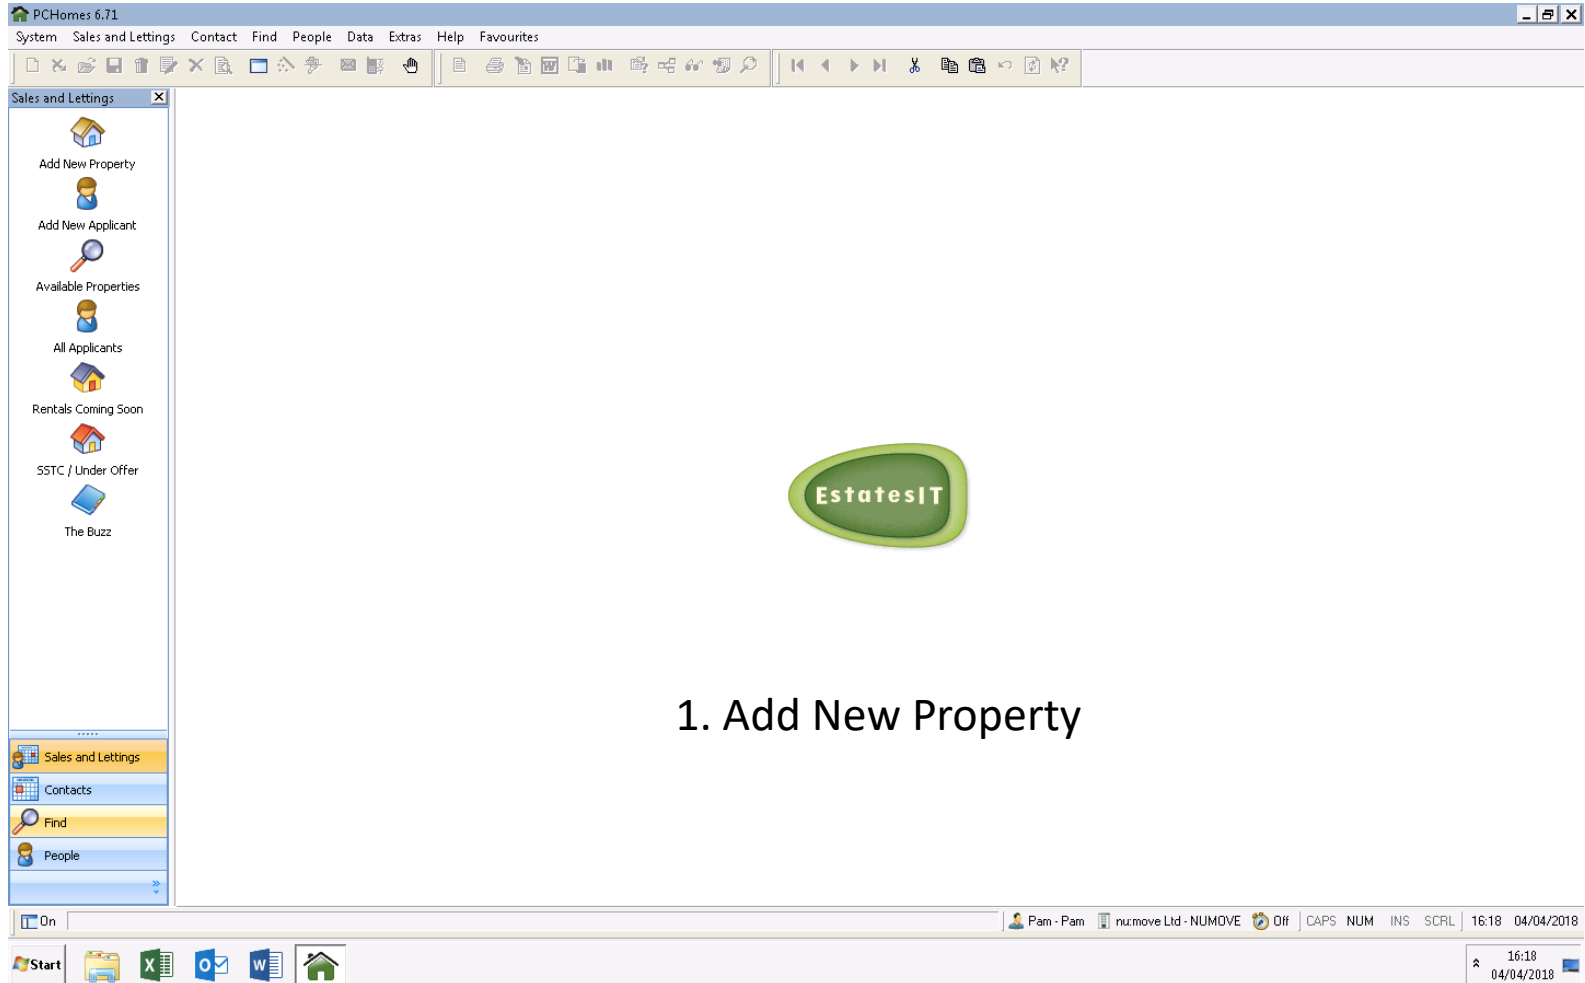 PCHomes 6.71
System Sales and Lettings Contact Find People Data Extras Help Favourites
Sales and Lettings
Add New Property
Add New Applicant
Available Properties
All Applicants
Rentals Coming Soon
SSTC / Under Offer
The Buzz
EstatesIT
1. Add New Property
Sales and Lettings
Contacts
Find
People
On Pam - Pam nu:move Ltd - NUMOVE Off CAPS NUM INS SCRL 16:18 04/04/2018
Start 16:18
04/04/2018